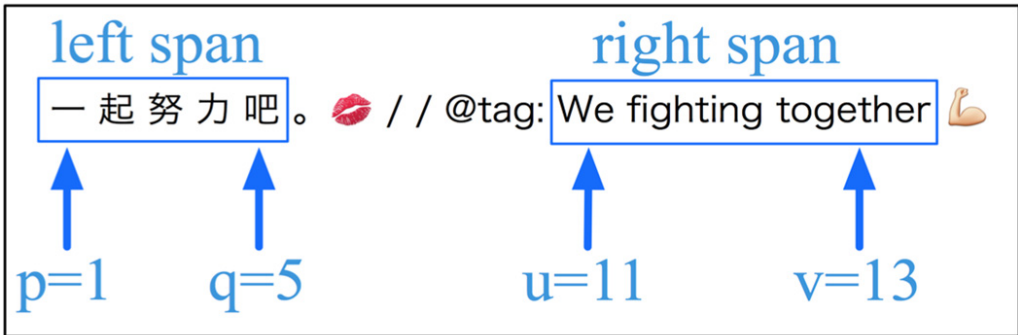 left span right span
一 起 努 力 吧 。 💋 / / @tag: We fighting together 💪
p=1 q=5 u=11 v=13